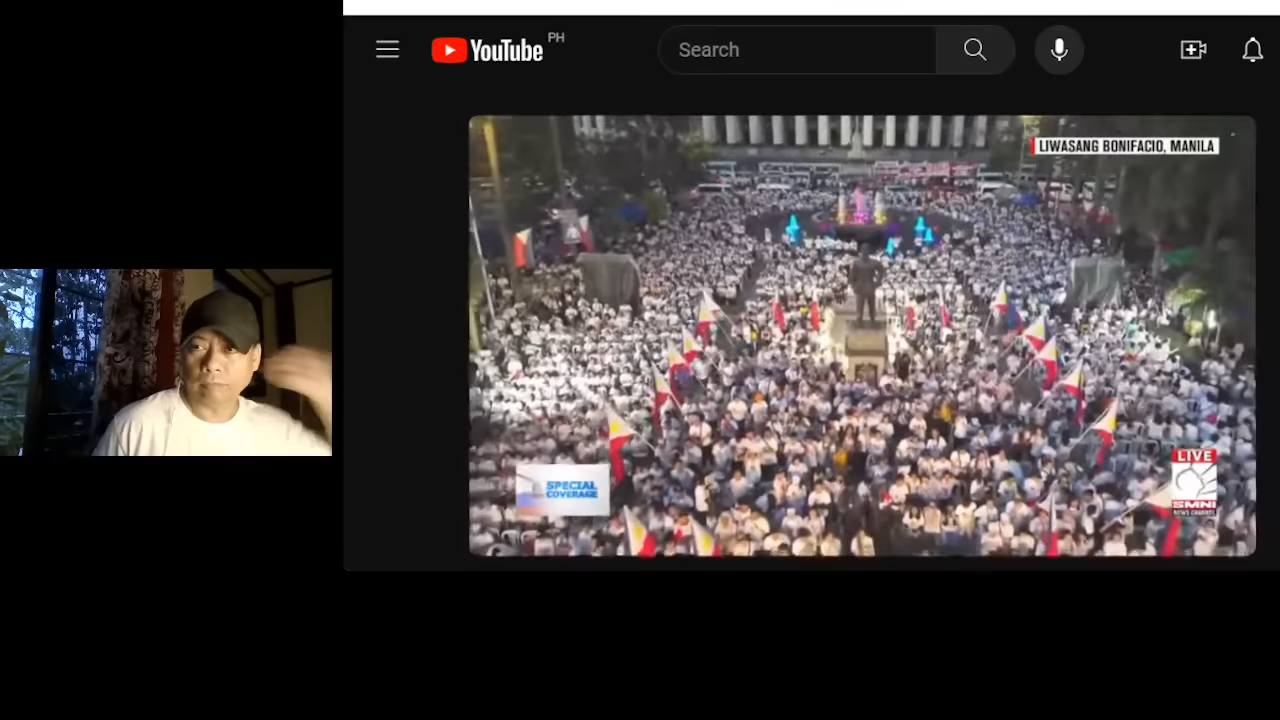 YouTube PH
Search
LIWASANG BONIFACIO, MANILA
SPECIAL
COVERAGE
LIVE
SMNI
NEWS CHANNEL